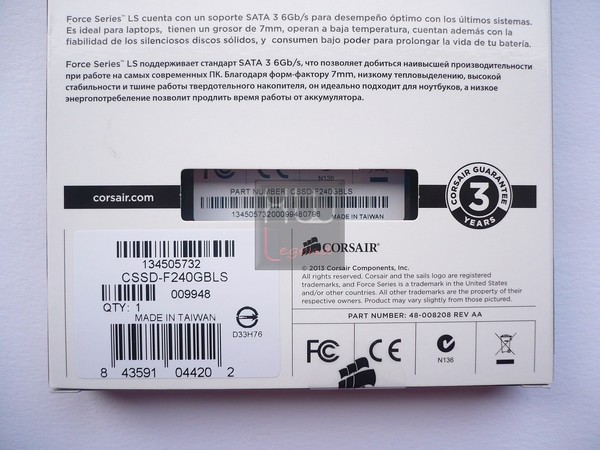 Force Series™ LS cuenta con un soporte SATA 3 6Gb/s para desempeño óptimo con los últimos sistemas.
Es ideal para laptops, tienen un grosor de 7mm, operan a baja temperatura, cuentan además con la
fiabilidad de los silenciosos discos sólidos, y consumen bajo poder para prolongar la vida de tu batería.
Force Series™ LS поддерживает стандарт SATA 3 6Gb/s, что позволяет добиться наивысшей производительности
при работе на самых современных ПК. Благодаря форм-фактору 7mm, низкому тепловыделению, высокой
стабильности и тишине работы твердотельного накопителя, он идеально подходит для ноутбуков, а низкое
энергопотребление позволит продлить время работы от аккумулятора.
corsair.com
N136
PART NUMBER: CSSD-F240GBLS
13450573200099480766
MADE IN TAIWAN
CORSAIR GUARANTEE
3
YEARS
HW
Legend
134505732
CSSD-F240GBLS
009948
QTY: 1
MADE IN TAIWAN
D33H76
8 43591 04420 2
CORSAIR®
© 2013 Corsair Components, Inc.
All rights reserved. Corsair and the sails logo are registered
trademarks, and Force Series is a trademark in the United States
and/or other countries. All other trademarks are the property of their
respective owners. Product may vary slightly from those pictured.
PART NUMBER: 48-008208 REV AA
FC CE
N136